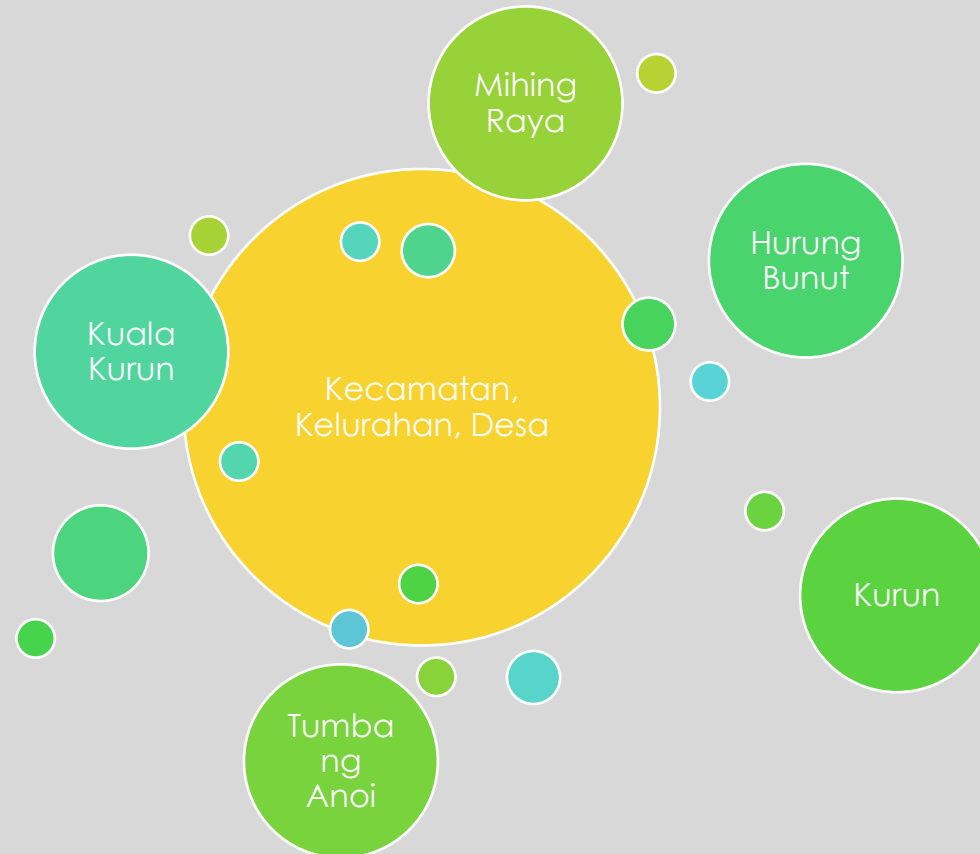 Mihing
Raya
Hurung
Bunut
Kuala
Kurun
Kecamatan,
Kelurahan, Desa
Kurun
Tumba
ng
Anoi